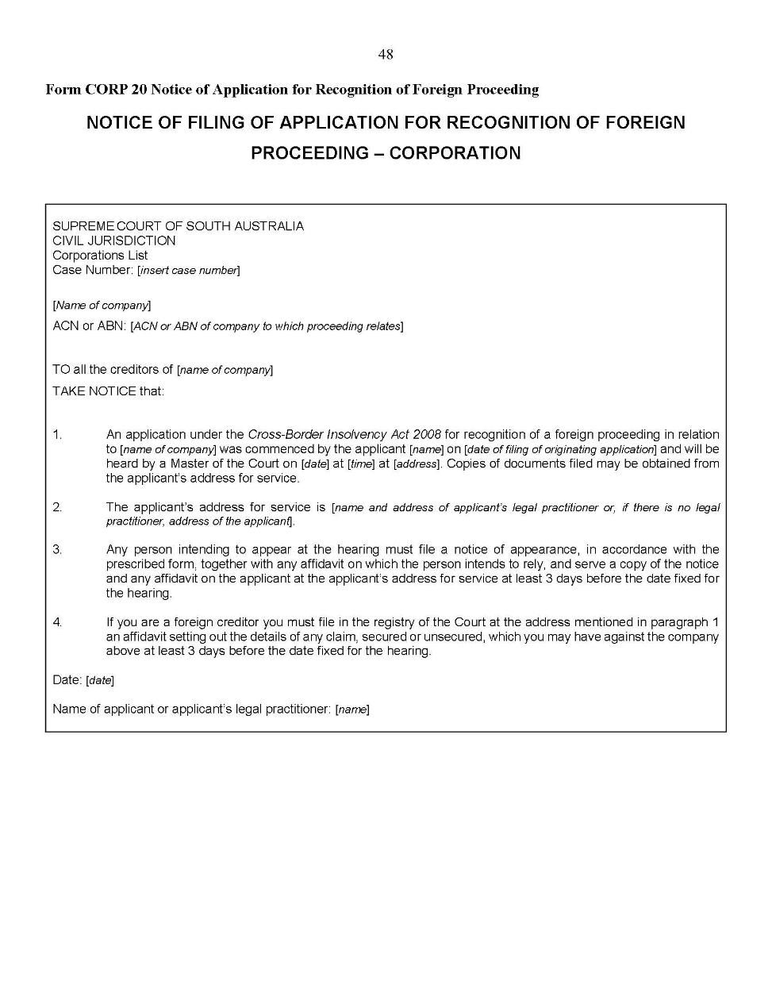 48
Form CORP 20 Notice of Application for Recognition of Foreign Proceeding
NOTICE OF FILING OF APPLICATION FOR RECOGNITION OF FOREIGN
PROCEEDING – CORPORATION
SUPREME COURT OF SOUTH AUSTRALIA
CIVIL JURISDICTION
Corporations List
Case Number: [insert case number]
[Name of company]
ACN or ABN: [ACN or ABN of company to which proceeding relates]
TO all the creditors of [name of company]
TAKE NOTICE that:
1. An application under the Cross-Border Insolvency Act 2008 for recognition of a foreign proceeding in relation
to [name of company] was commenced by the applicant [name] on [date of filing of originating application] and will be
heard by a Master of the Court on [date] at [time] at [address]. Copies of documents filed may be obtained from
the applicant's address for service.
2. The applicant's address for service is [name and address of applicant's legal practitioner or, if there is no legal
practitioner, address of the applicant].
3. Any person intending to appear at the hearing must file a notice of appearance, in accordance with the
prescribed form, together with any affidavit on which the person intends to rely, and serve a copy of the notice
and any affidavit on the applicant at the applicant's address for service at least 3 days before the date fixed for
the hearing.
4. If you are a foreign creditor you must file in the registry of the Court at the address mentioned in paragraph 1
an affidavit setting out the details of any claim, secured or unsecured, which you may have against the company
above at least 3 days before the date fixed for the hearing.
Date: [date]
Name of applicant or applicant's legal practitioner: [name]